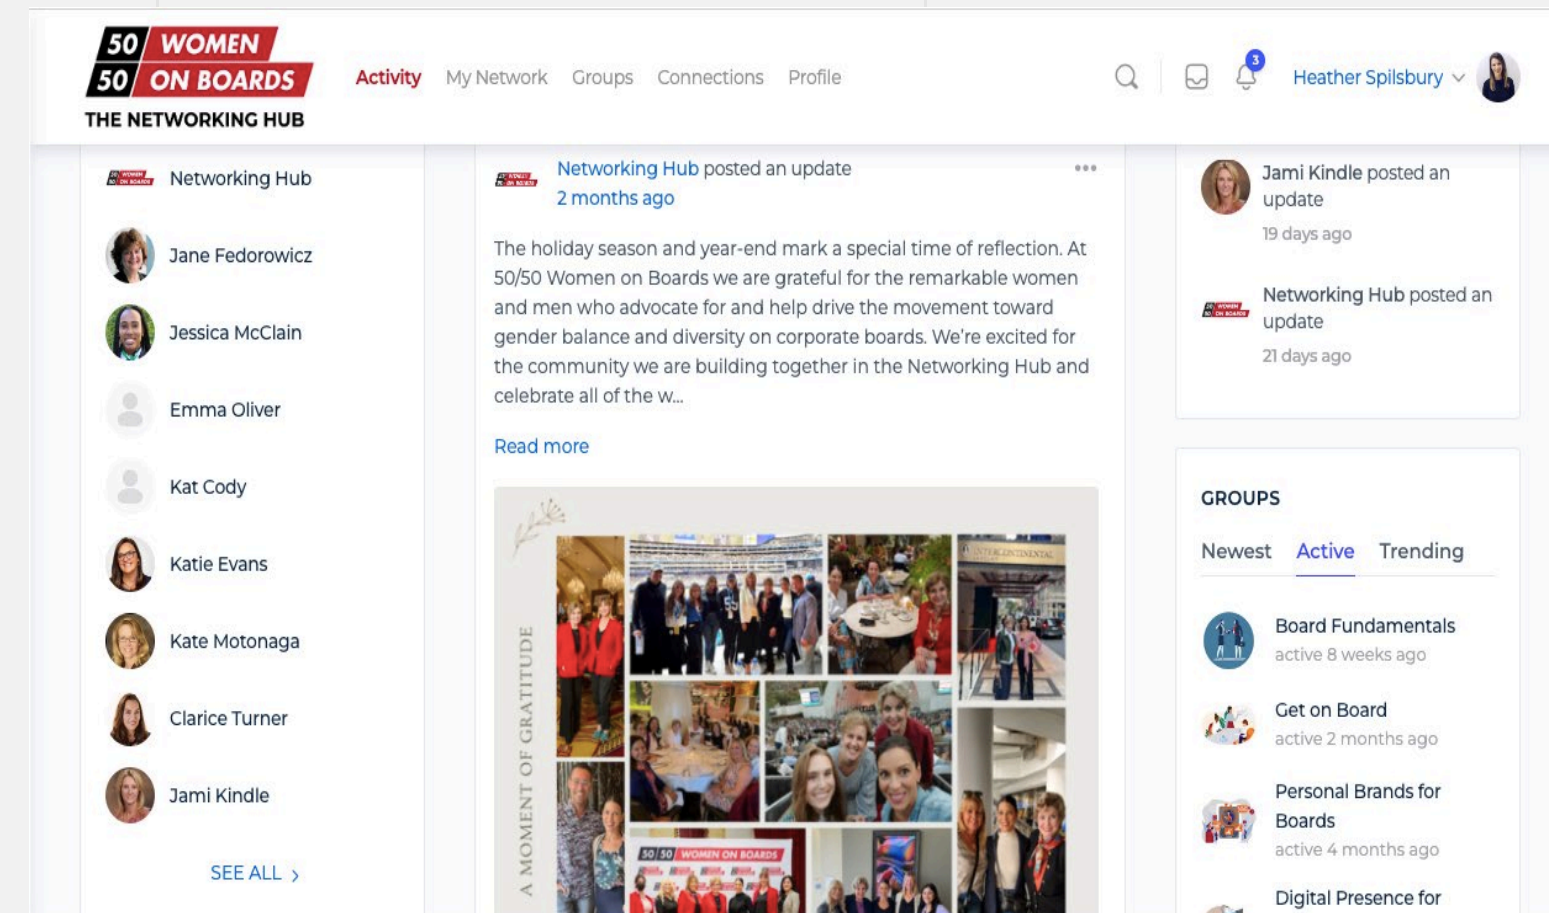 50 WOMEN
50 ON BOARDS
THE NETWORKING HUB
Activity My Network Groups Connections Profile
3
Heather Spilsbury
Networking Hub
Jane Fedorowicz
Jessica McClain
Emma Oliver
Kat Cody
Katie Evans
Kate Motonaga
Clarice Turner
Jami Kindle
SEE ALL >
Networking Hub posted an update
2 months ago
The holiday season and year-end mark a special time of reflection. At
50/50 Women on Boards we are grateful for the remarkable women
and men who advocate for and help drive the movement toward
gender balance and diversity on corporate boards. We’re excited for
the community we are building together in the Networking Hub and
celebrate all of the w...
Read more
A MOMENT OF GRATITUDE
INTERCONTINENTAL
50/50 WOMEN ON BOARDS
Jami Kindle posted an
update
19 days ago
Networking Hub posted an
update
21 days ago
GROUPS
Newest Active Trending
Board Fundamentals
active 8 weeks ago
Get on Board
active 2 months ago
Personal Brands for
Boards
active 4 months ago
Digital Presence for